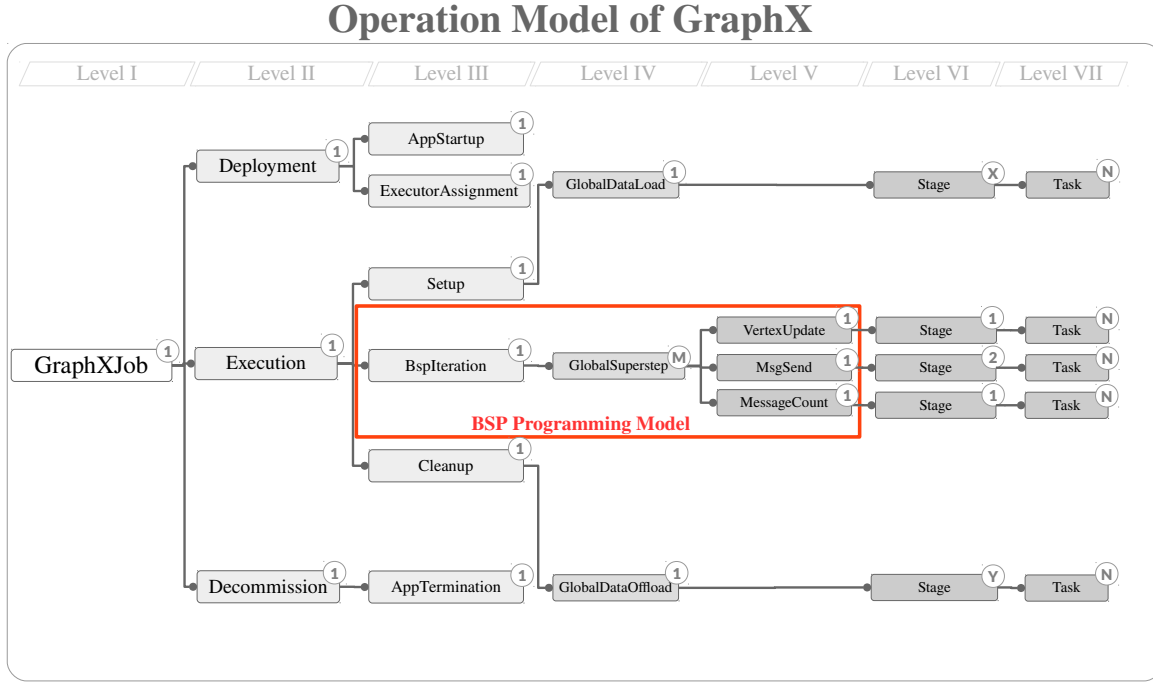 Operation Model of GraphX
Level I Level II Level III Level IV Level V Level VI Level VII
AppStartup 1
Deployment 1
ExecutorAssignment 1
GlobalDataLoad 1 Stage X Task N
Setup 1
VertexUpdate 1 Stage 1 Task N
GraphXJob 1 Execution 1 BspIteration 1 GlobalSuperstep M MsgSend 1 Stage 2 Task N
MessageCount 1 Stage 1 Task N
BSP Programming Model
Cleanup 1
Decommission 1 AppTermination 1 GlobalDataOffload 1 Stage Y Task N